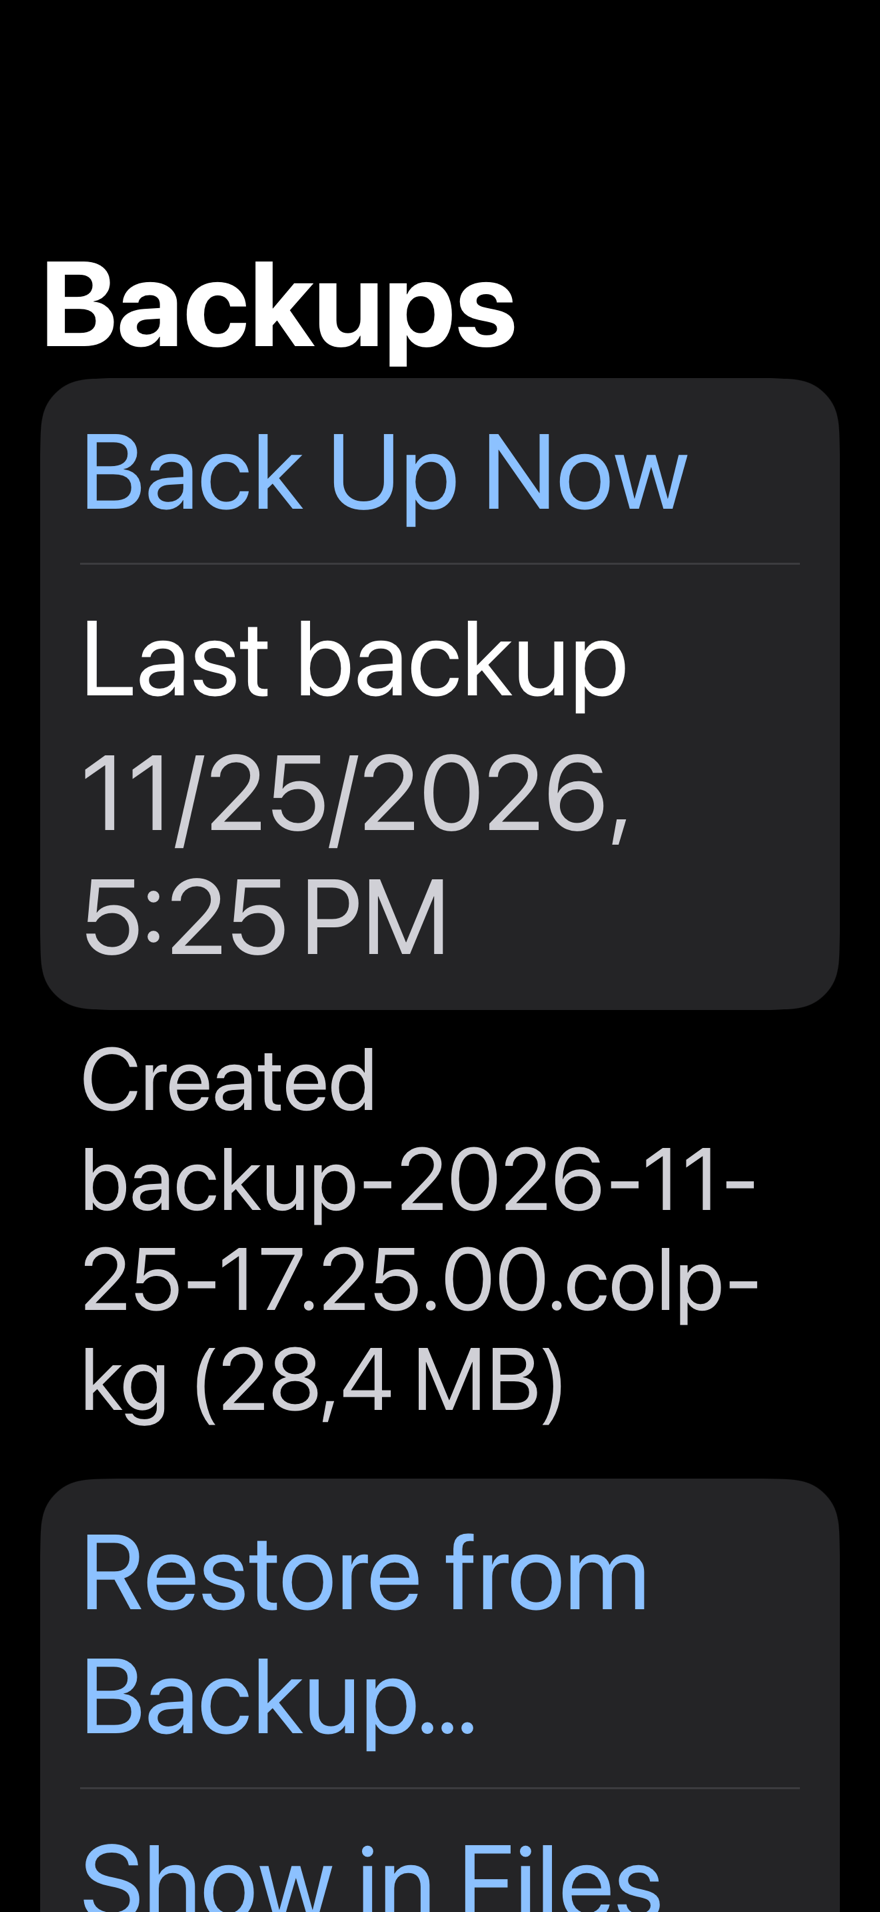 Backups
Back Up Now
Last backup
11/25/2026,
5:25 PM
Created
backup-2026-11-
25-17.25.00.colp-
kg (28,4 MB)
Restore from
Backup...
Show in Files